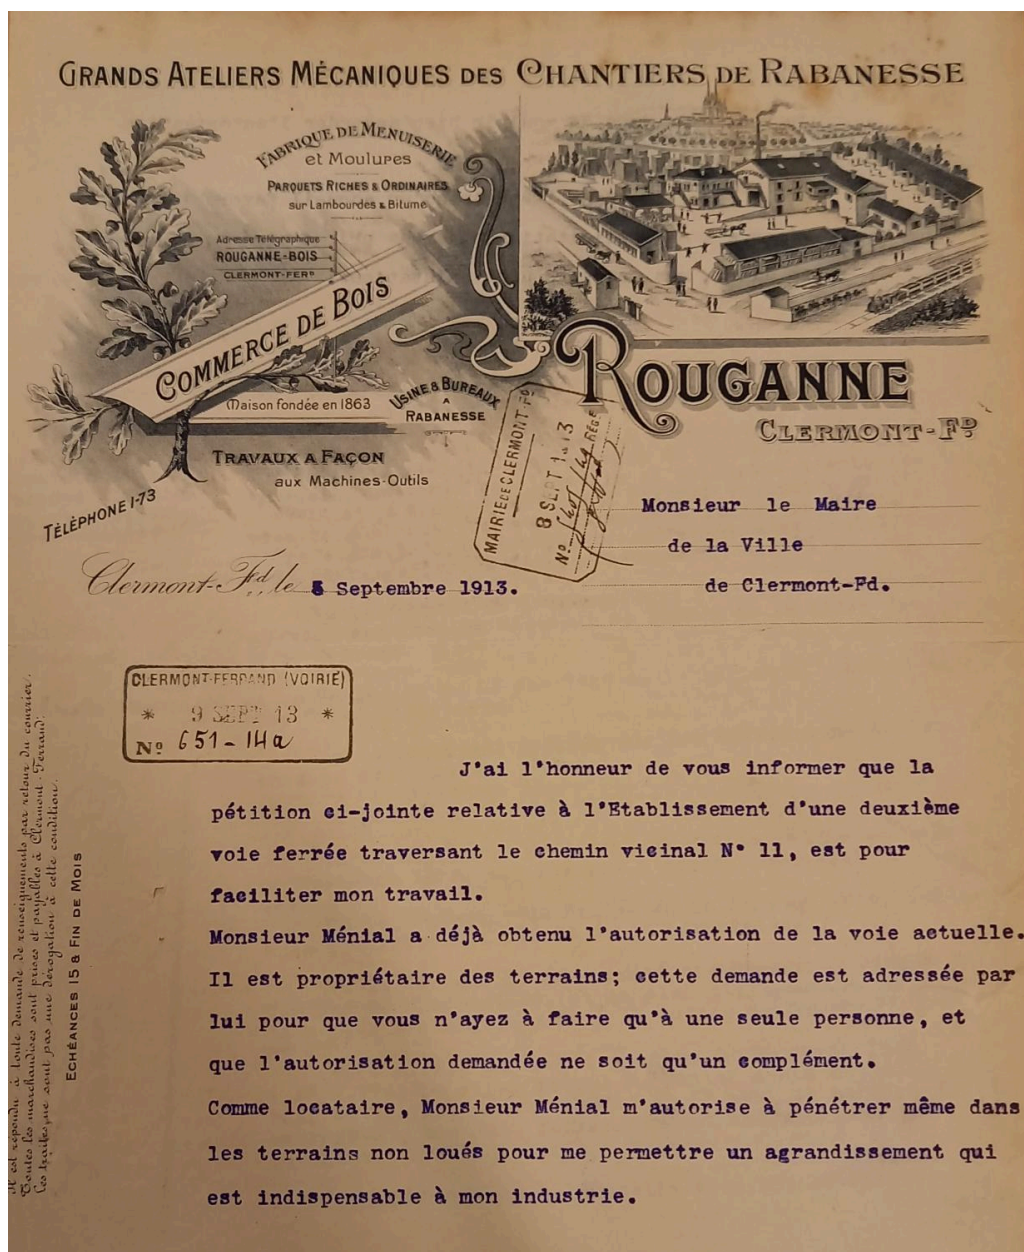 GRANDS ATELIERS MÉCANIQUES DES CHANTIERS DE RABANESSE
FABRIQUE DE MENUISERIE
et Moulures
PARQUETS RICHES & ORDINAIRES
sur Lambourdes & Bitume
Adresse Télégraphique
ROUGANNE-BOIS
CLERMONT-FERD
COMMERCE DE BOIS
Maison fondée en 1863
USINE & BUREAUX
A
RABANESSE
TRAVAUX A FAÇON
aux Machines-Outils
TÉLÉPHONE 1-73
ROUGANNE
CLERMONT-FD
MAIRIE DE CLERMONT FD
8 SEPT 1913
No
Monsieur le Maire
de la Ville
de Clermont-Fd.
Clermont-Fd, le 5 Septembre 1913.
CLERMONT-FERRAND (VOIRIE)
* 9 SEPT 13 *
No 651-14a
J'ai l'honneur de vous informer que la
pétition ci-jointe relative à l'Etablissement d'une deuxième
voie ferrée traversant le chemin vicinal N° 11, est pour
faciliter mon travail.
Monsieur Ménial a déjà obtenu l'autorisation de la voie actuelle.
Il est propriétaire des terrains; cette demande est adressée par
lui pour que vous n'ayez à faire qu'à une seule personne, et
que l'autorisation demandée ne soit qu'un complément.
Comme locataire, Monsieur Ménial m'autorise à pénétrer même dans
les terrains non loués pour me permettre un agrandissement qui
est indispensable à mon industrie.
Il est répondu à toute demande de renseignements par retour du courrier.
Toutes les marchandises sont prises et payables à Clermont-Ferrand.
Les traites ne sont pas une dérogation à cette condition.
ECHÉANCES 15 & FIN DE MOIS